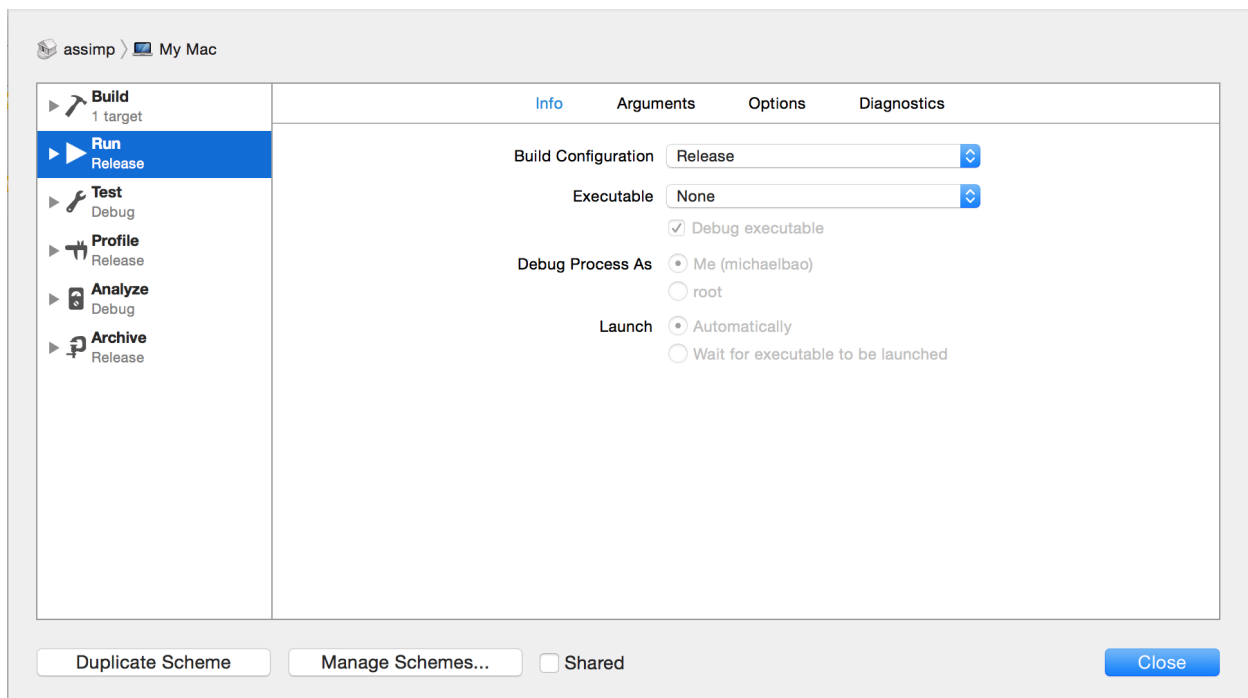 assimp My Mac
Build
1 target
Run
Release
Test
Debug
Profile
Release
Analyze
Debug
Archive
Release
Info Arguments Options Diagnostics
Build Configuration Release
Executable None
Debug executable
Debug Process As Me (michaelbao)
root
Launch Automatically
Wait for executable to be launched
Duplicate Scheme Manage Schemes... Shared Close